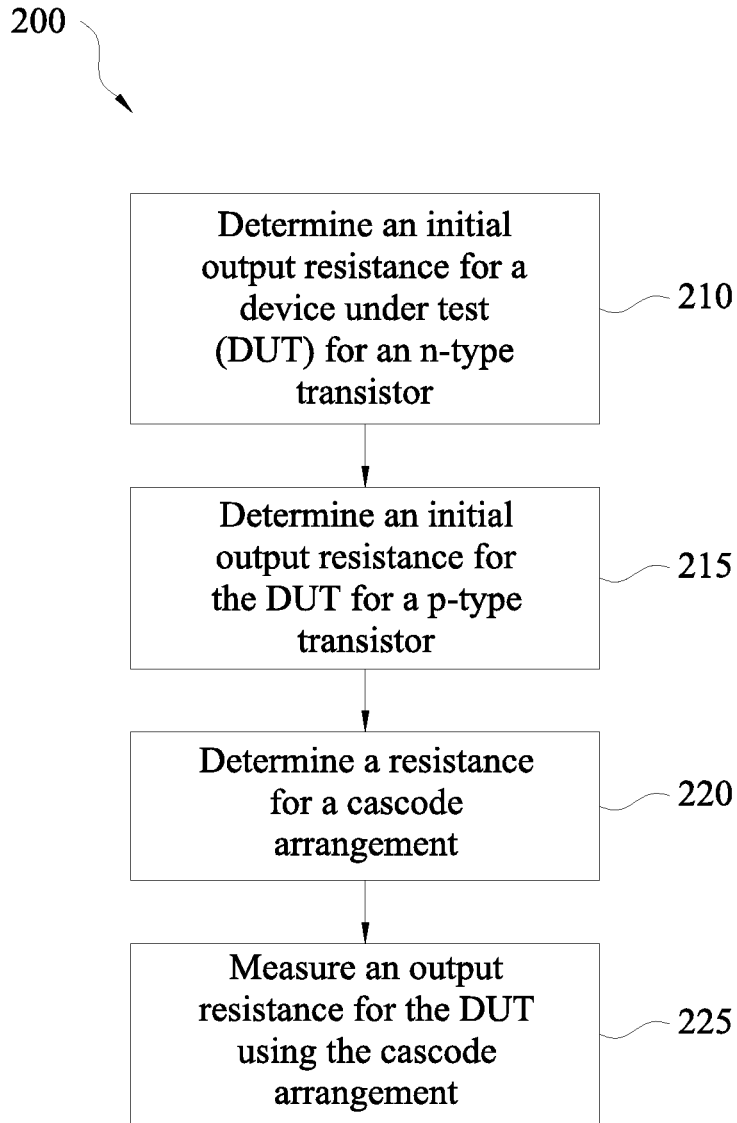 200
Determine an initial
output resistance for a
device under test
(DUT) for an n-type
transistor
210
Determine an initial
output resistance for
the DUT for a p-type
transistor
215
Determine a resistance
for a cascode
arrangement
220
Measure an output
resistance for the DUT
using the cascode
arrangement
225